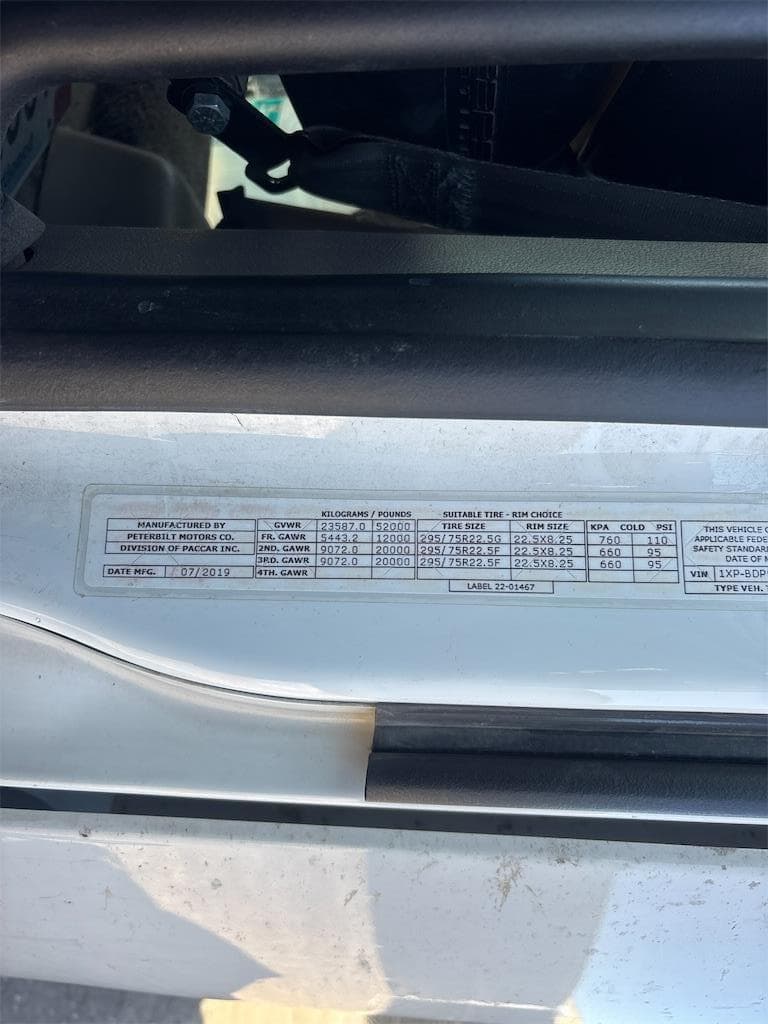 KILOGRAMS / POUNDS SUITABLE TIRE - RIM CHOICE
MANUFACTURED BY GVWR 23587.0 52000 TIRE SIZE RIM SIZE KPA COLD PSI THIS VEHICLE
PETERBILT MOTORS CO. FR. GAWR 5443.2 12000 295/75R22.5G 22.5X8.25 760 110 APPLICABLE FEDE
DIVISION OF PACCAR INC. 2ND. GAWR 9072.0 20000 295/75R22.5F 22.5X8.25 660 95 SAFETY STANDAR
3RD. GAWR 9072.0 20000 295/75R22.5F 22.5X8.25 660 95 DATE OF
DATE MFG. 07/2019 4TH. GAWR VIN 1XP-BDP
LABEL 22-01467 TYPE VEH.